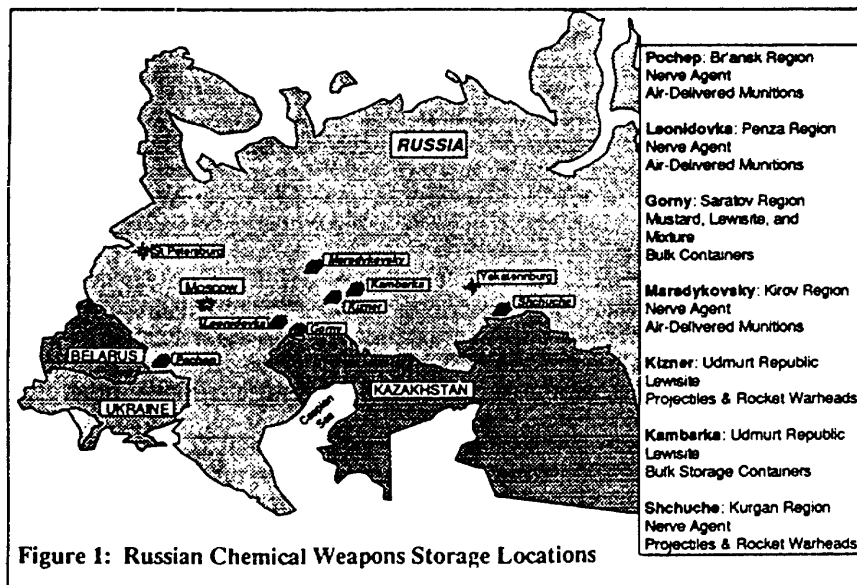 RUSSIA
St. Petersburg
Maradykovsky
Moscow
Kambarka
Kizner
Yekaterinburg
Shchuche
Leonidovka
Gorny
BELARUS
Pochep
KAZAKHSTAN
UKRAINE
Caspian
Sea
Pochep: Br'ansk Region
Nerve Agent
Air-Delivered Munitions
Leonidovka: Penza Region
Nerve Agent
Air-Delivered Munitions
Gorny: Saratov Region
Mustard, Lewisite, and
Mixture
Bulk Containers
Maradykovsky: Kirov Region
Nerve Agent
Air-Delivered Munitions
Kizner: Udmurt Republic
Lewisite
Projectiles & Rocket Warheads
Kambarka: Udmurt Republic
Lewisite
Bulk Storage Containers
Shchuche: Kurgan Region
Nerve Agent
Projectiles & Rocket Warheads
Figure 1: Russian Chemical Weapons Storage Locations